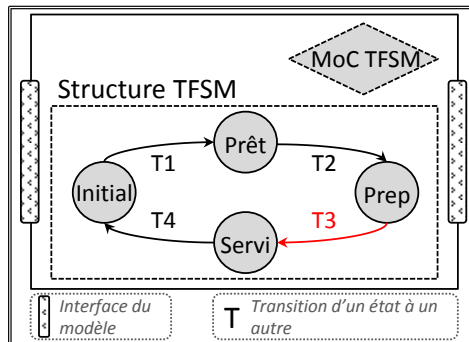 MoC TFSM
Structure TFSM
Prêt
T1
T2
Initial
Prep
T4
T3
Servi
Interface du
modèle
T
Transition d'un état à un
autre